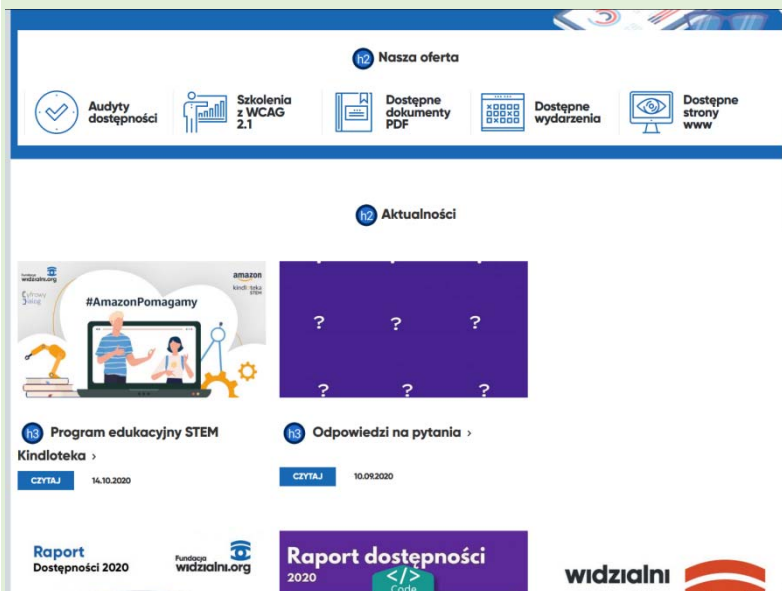 h2 Nasza oferta
Audyty
dostępności
Szkolenia
z WCAG
2.1
Dostępne
dokumenty
PDF
Dostępne
wydarzenia
Dostępne
strony
www
h2 Aktualności
Fundacja
widzialni.org
Cyfrowy
Dialog
amazon
STEM
#AmazonPomagamy
? ? ?
? ? ?
h3 Program edukacyjny STEM
Kindloteka ›
CZYTAJ 14.10.2020
h3 Odpowiedzi na pytania ›
CZYTAJ 10.09.2020
Raport
Dostępności 2020
Fundacja
widzialni.org
Raport dostępności
2020
</>
Code
widzialni